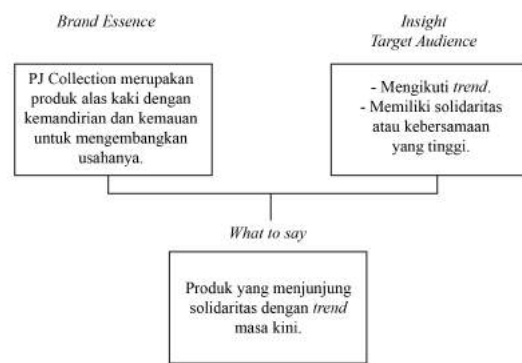 Brand Essence
PJ Collection merupakan
produk alas kaki dengan
kemandirian dan kemauan
untuk mengembangkan
usahanya.
Insight
Target Audience
- Mengikuti trend.
- Memiliki solidaritas
atau kebersamaan
yang tinggi.
What to say
Produk yang menjunjung
solidaritas dengan trend
masa kini.